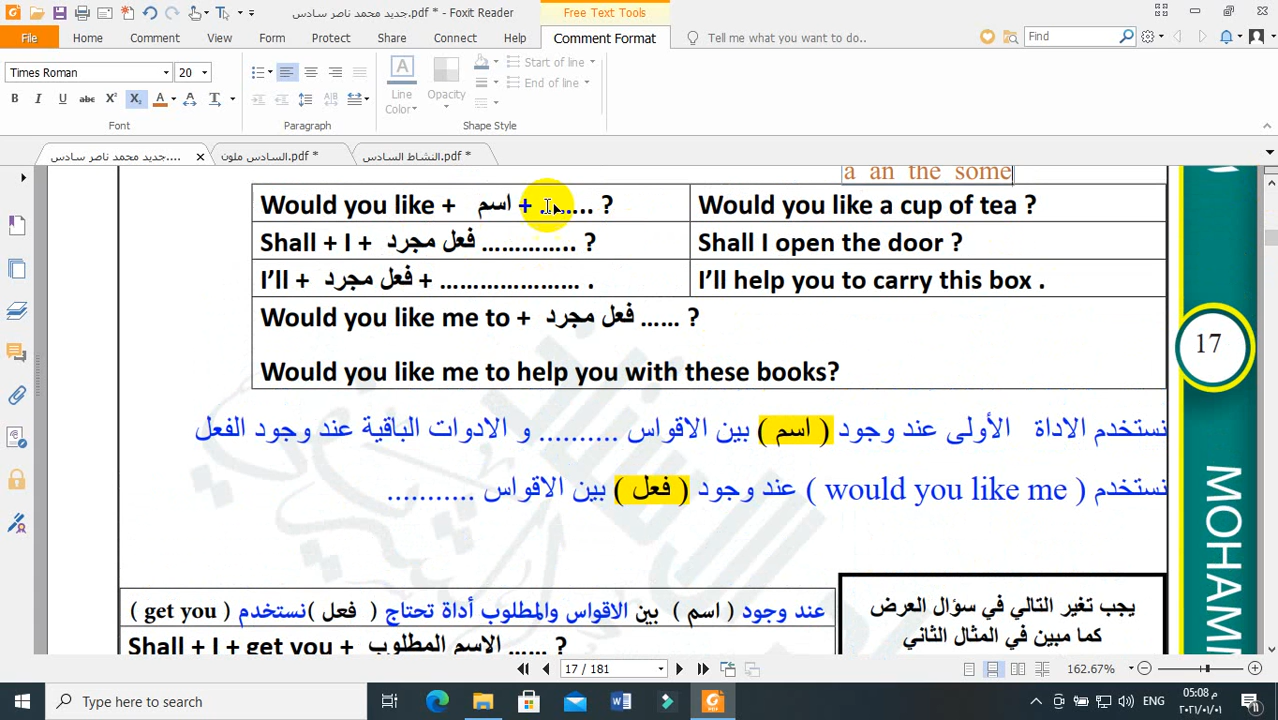 جديد محمد ناصر سادس.pdf * - Foxit Reader
Free Text Tools
File Home Comment View Form Protect Share Connect Help Comment Format Tell me what you want to do.. Find
Times Roman 20
Line Color Opacity Start of line
End of line
Font Paragraph Shape Style
جديد محمد ناصر سادس.... السادس ملون.pdf * النشاط السادس.pdf *
a an the some
Would you like + اسم + ........ ?
Would you like a cup of tea ?
Shall + I + فعل مجرد ………….. ?
Shall I open the door ?
I’ll + فعل مجرد + ………………… .
I’ll help you to carry this box .
Would you like me to + فعل مجرد …… ?
Would you like me to help you with these books?
نستخدم الاداة الأولى عند وجود ( اسم ) بين الاقواس .......... و الادوات الباقية عند وجود الفعل
نستخدم ( would you like me ) عند وجود ( فعل ) بين الاقواس ...........
عند وجود ( اسم ) بين الاقواس والمطلوب أداة تحتاج ( فعل )نستخدم ( get you )
Shall + I + get you + الاسم المطلوب …… ?
يجب تغير التالي في سؤال العرض
كما مبين في المثال الثاني
17
MOHAMM
17 / 181
162.67%
Type here to search
ENG
05:08 م
٢٠٢١/٠١/٠١